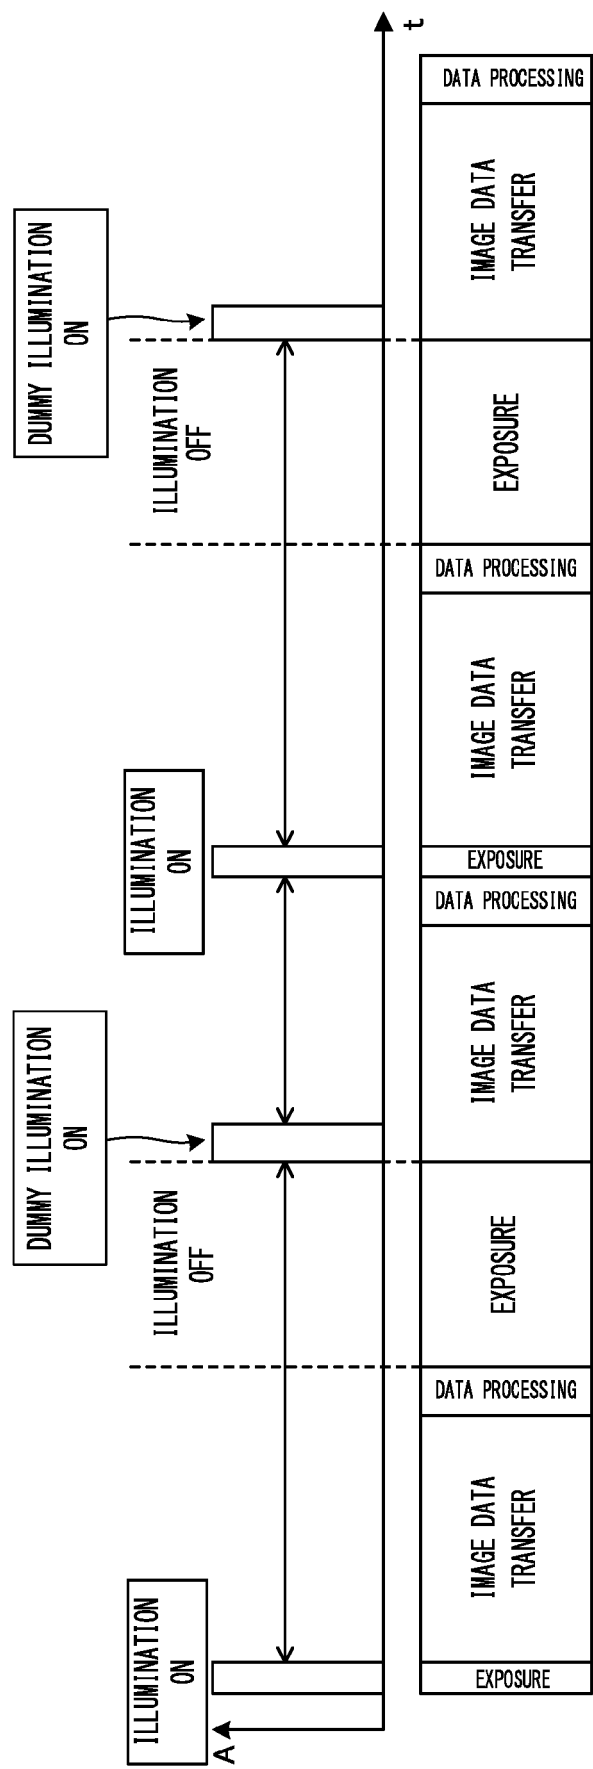 A
ILLUMINATION
ON
ILLUMINATION
OFF
DUMMY ILLUMINATION
ON
ILLUMINATION
ON
ILLUMINATION
OFF
DUMMY ILLUMINATION
ON
t
EXPOSURE
IMAGE DATA
TRANSFER
DATA PROCESSING
EXPOSURE
IMAGE DATA
TRANSFER
DATA PROCESSING
EXPOSURE
IMAGE DATA
TRANSFER
DATA PROCESSING
EXPOSURE
IMAGE DATA
TRANSFER
DATA PROCESSING